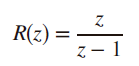 R(z) = z / (z − 1)